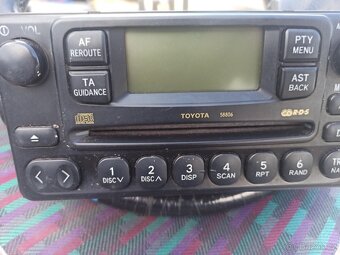 VOL
AF REROUTE
PTY MENU
TA GUIDANCE
AST BACK
TOYOTA 58806
R·D·S
1 DISC∨
2 DISC∧
3 DISP
4 SCAN
5 RPT
6 RAND